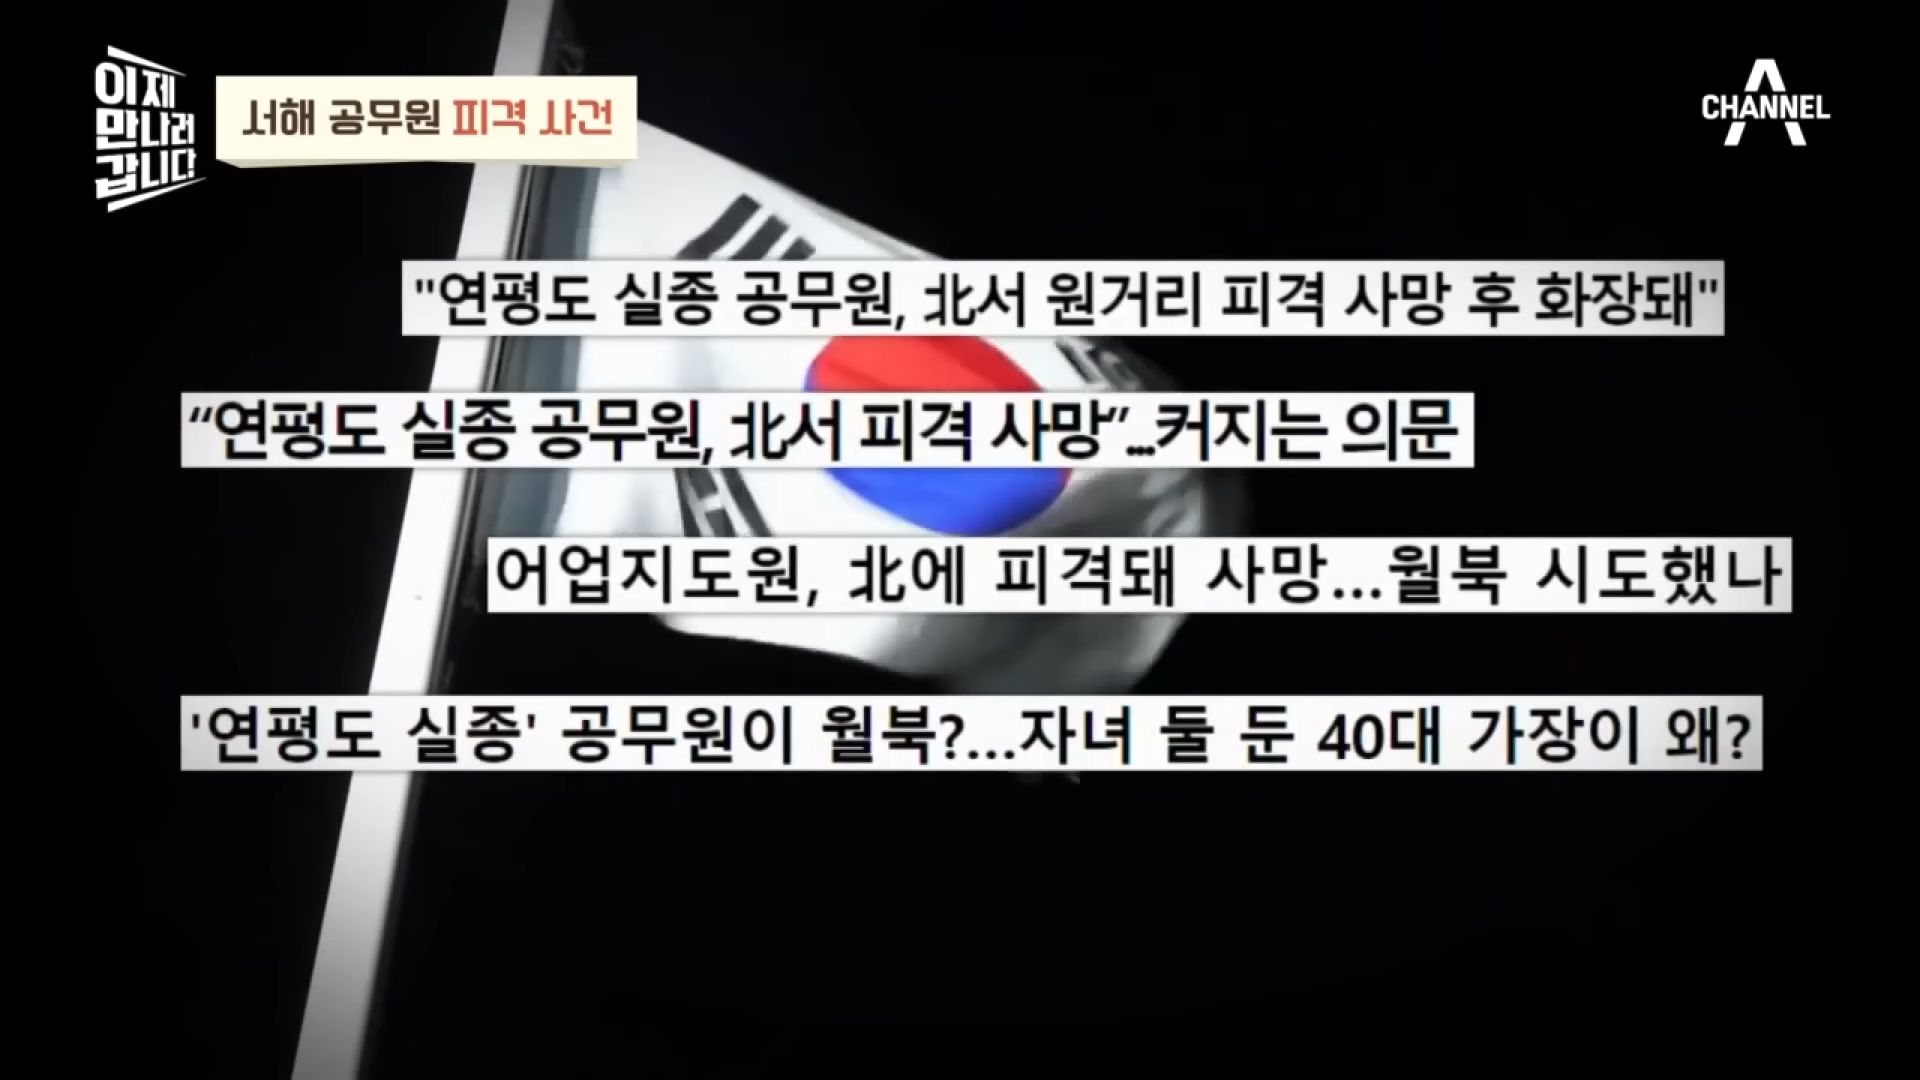 이제
만나러
갑니다
서해 공무원 피격 사건
CHANNEL A
"연평도 실종 공무원, 北서 원거리 피격 사망 후 화장돼"
“연평도 실종 공무원, 北서 피격 사망”...커지는 의문
어업지도원, 北에 피격돼 사망...월북 시도했나
'연평도 실종' 공무원이 월북?...자녀 둘 둔 40대 가장이 왜?